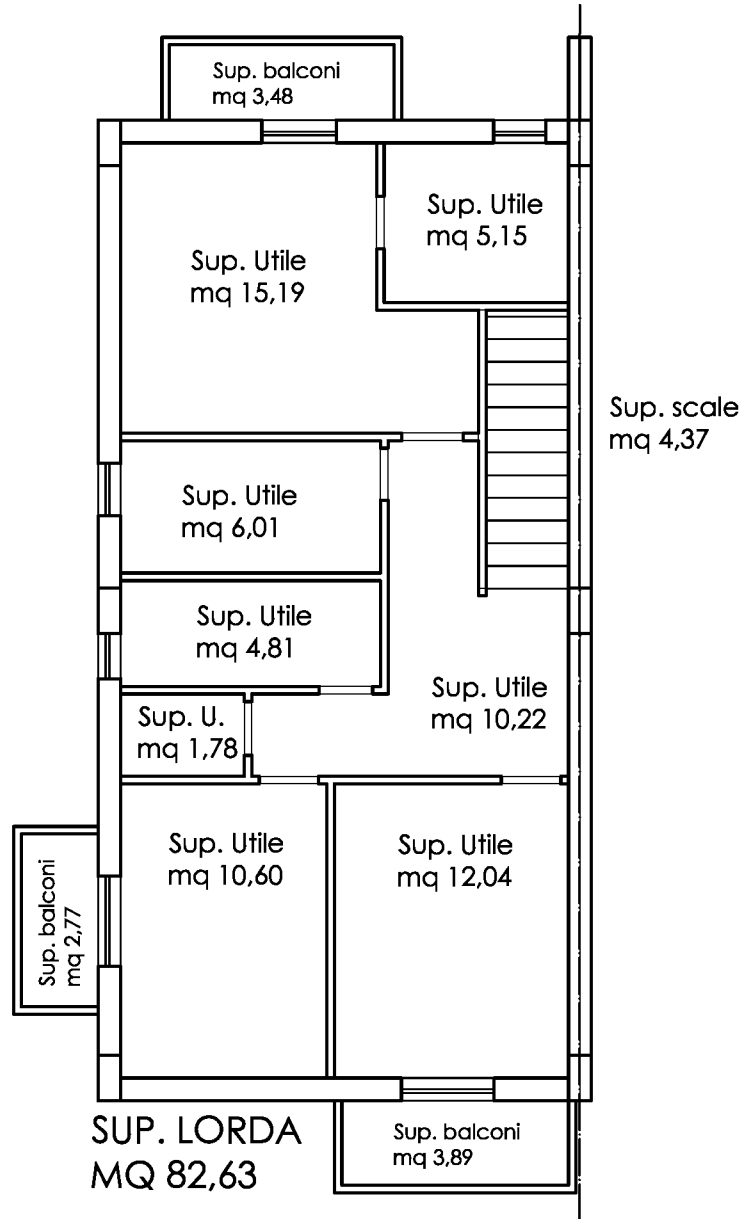 Sup. balconi
mq 3,48
Sup. Utile
mq 5,15
Sup. Utile
mq 15,19
Sup. scale
mq 4,37
Sup. Utile
mq 6,01
Sup. Utile
mq 4,81
Sup. Utile
mq 10,22
Sup. U.
mq 1,78
Sup. Utile
mq 10,60
Sup. Utile
mq 12,04
Sup. balconi
mq 2,77
SUP. LORDA
MQ 82,63
Sup. balconi
mq 3,89